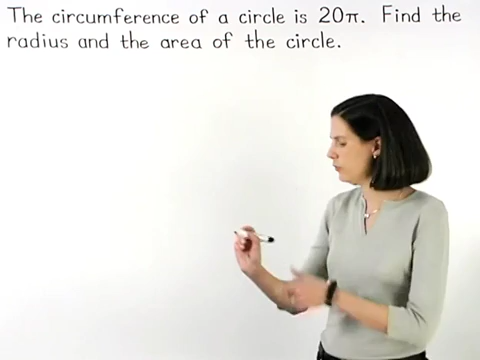 The circumference of a circle is 20π. Find the
radius and the area of the circle.